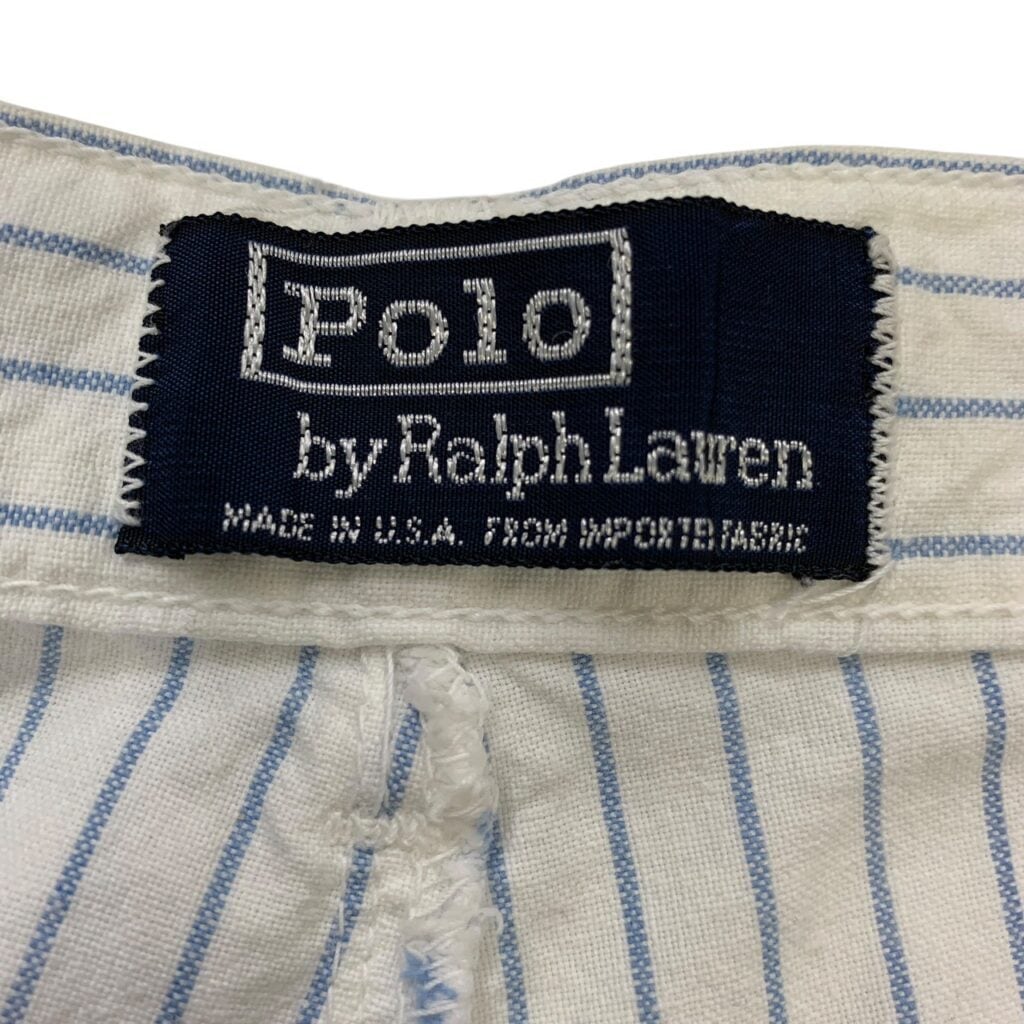 Polo
by Ralph Lauren
MADE IN U.S.A. FROM IMPORTED FABRIC